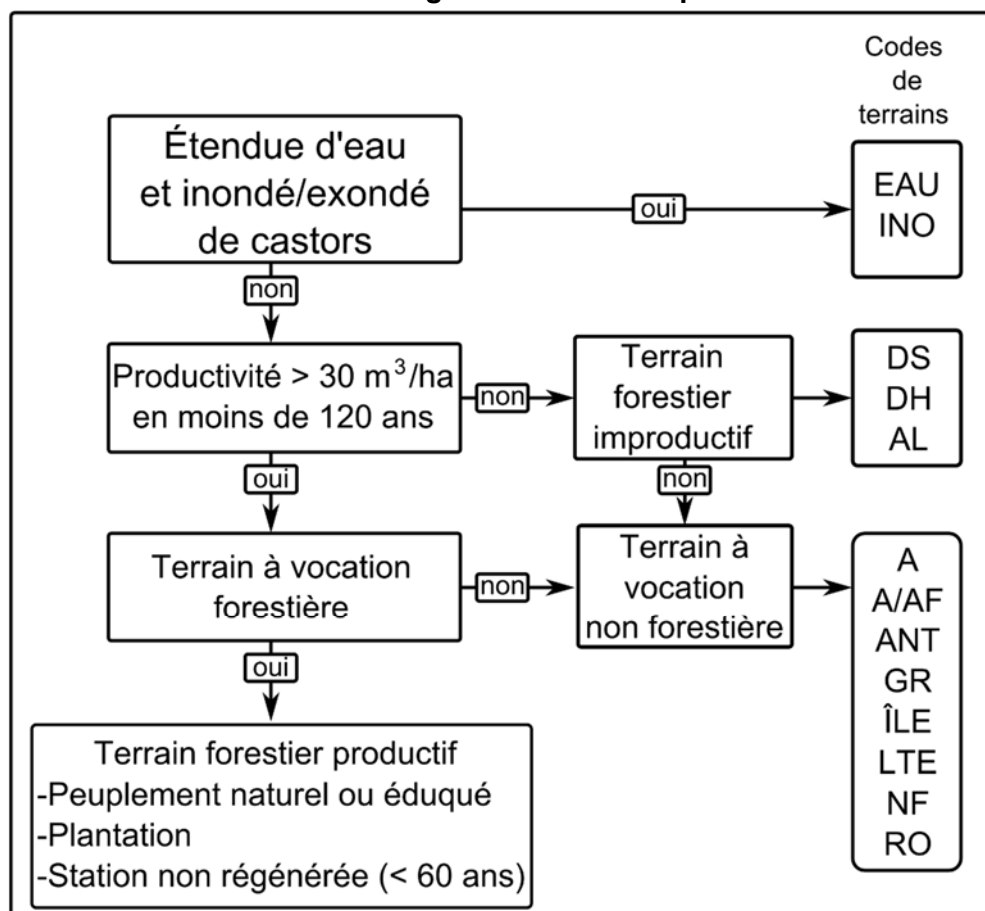 Codes
de
terrains
Étendue d'eau
et inondé/exondé
de castors
oui
EAU
INO
non
Productivité > 30 m³/ha
en moins de 120 ans
non
Terrain
forestier
improductif
DS
DH
AL
oui
non
Terrain à vocation
forestière
non
Terrain à
vocation
non forestière
A
A/AF
ANT
GR
ÎLE
LTE
NF
RO
oui
Terrain forestier productif
-Peuplement naturel ou éduqué
-Plantation
-Station non régénérée (< 60 ans)